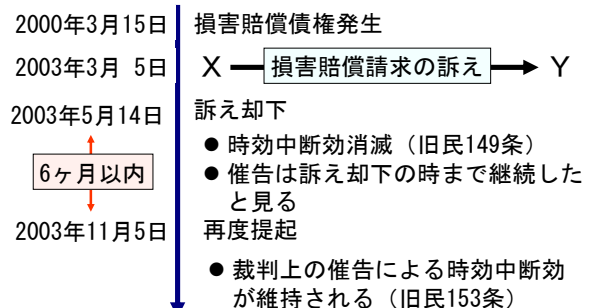 2000年3月15日 損害賠償債権発生
2003年3月 5日 X 損害賠償請求の訴え Y
2003年5月14日 訴え却下
● 時効中断効消滅（旧民149条）
6ヶ月以内
● 催告は訴え却下の時まで継続した
と見る
2003年11月5日 再度提起
● 裁判上の催告による時効中断効
が維持される（旧民153条）